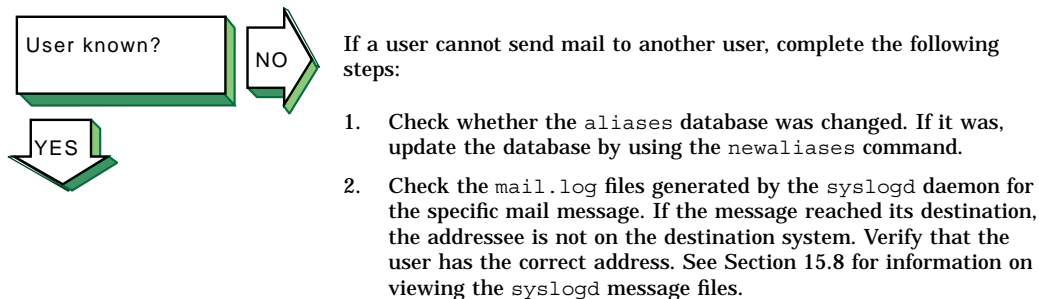 User known?
NO
YES
If a user cannot send mail to another user, complete the following
steps:
1. Check whether the aliases database was changed. If it was,
update the database by using the newaliases command.
2. Check the mail.log files generated by the syslogd daemon for
the specific mail message. If the message reached its destination,
the addressee is not on the destination system. Verify that the
user has the correct address. See Section 15.8 for information on
viewing the syslogd message files.